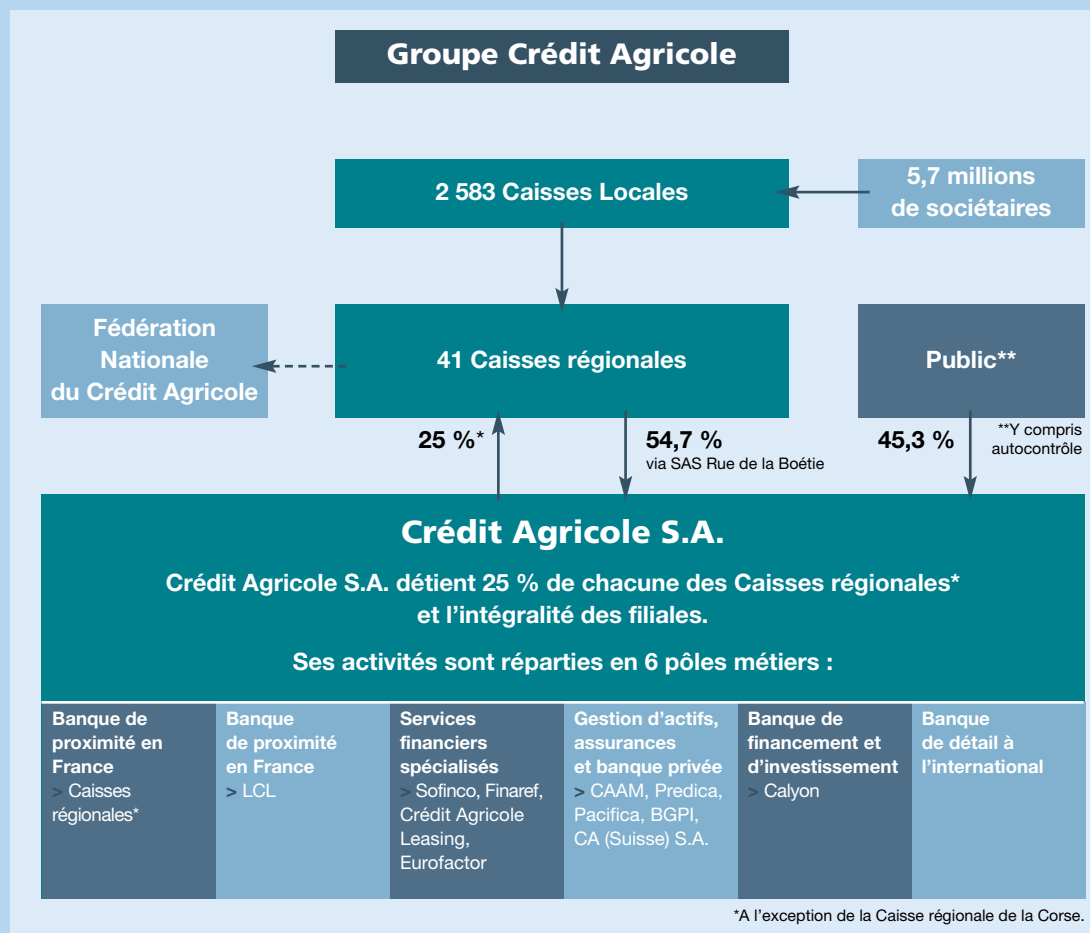 Groupe Crédit Agricole
2 583 Caisses Locales
5,7 millions
de sociétaires
Fédération
Nationale
du Crédit Agricole
41 Caisses régionales
Public**
25 %*
54,7 %
via SAS Rue de la Boétie
45,3 %
**Y compris
autocontrôle
Crédit Agricole S.A.
Crédit Agricole S.A. détient 25 % de chacune des Caisses régionales*
et l'intégralité des filiales.
Ses activités sont réparties en 6 pôles métiers :
Banque de
proximité en
France
> Caisses
régionales*
Banque
de proximité
en France
> LCL
Services
financiers
spécialisés
> Sofinco, Finaref,
Crédit Agricole
Leasing,
Eurofactor
Gestion d'actifs,
assurances
et banque privée
> CAAM, Predica,
Pacifica, BGPI,
CA (Suisse) S.A.
Banque de
financement et
d'investissement
> Calyon
Banque
de détail à
l'international
*A l'exception de la Caisse régionale de la Corse.